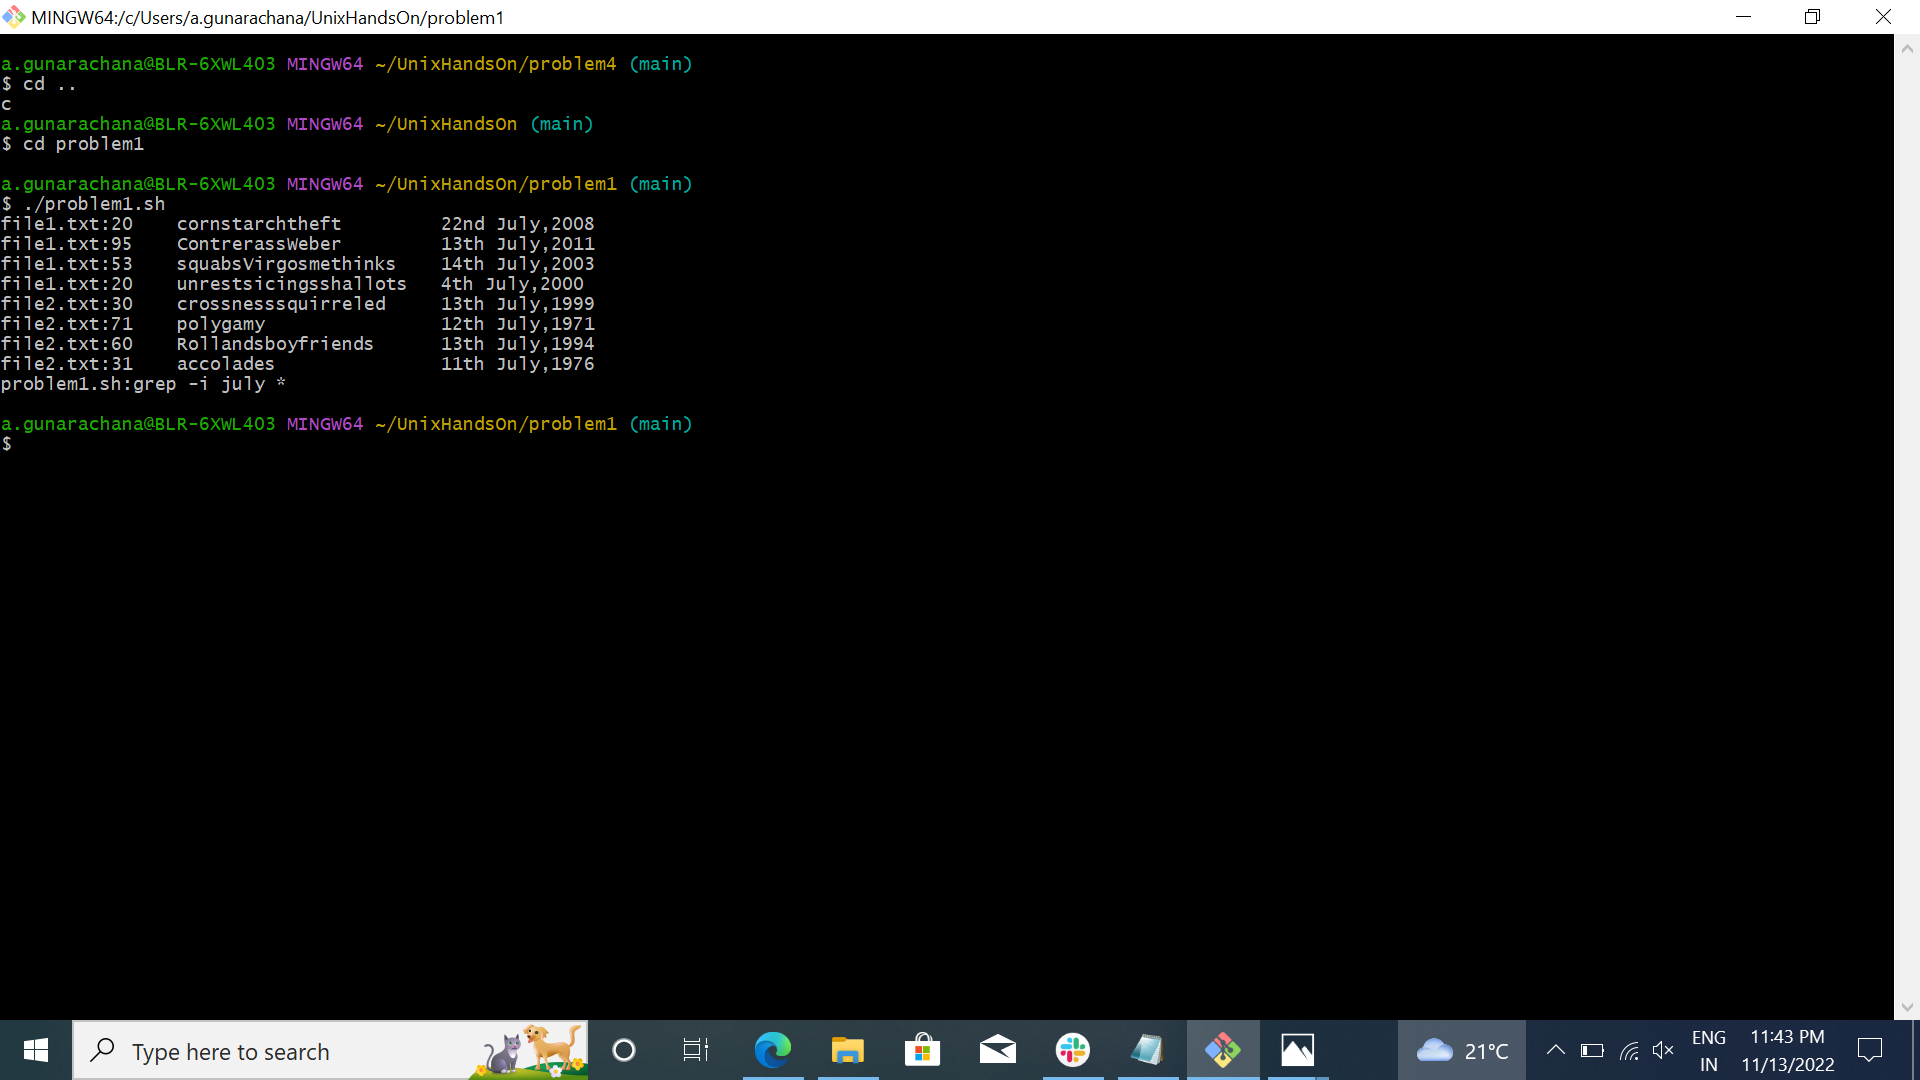 MINGW64:/c/Users/a.gunarachana/UnixHandsOn/problem1
a.gunarachana@BLR-6XWL403 MINGW64 ~/UnixHandsOn/problem4 (main)
$ cd ..
c
a.gunarachana@BLR-6XWL403 MINGW64 ~/UnixHandsOn (main)
$ cd problem1
a.gunarachana@BLR-6XWL403 MINGW64 ~/UnixHandsOn/problem1 (main)
$ ./problem1.sh
file1.txt:20    cornstarchtheft         22nd July,2008
file1.txt:95    ContrerassWeber         13th July,2011
file1.txt:53    squabsVirgosmethinks    14th July,2003
file1.txt:20    unrestsicingsshallots   4th July,2000
file2.txt:30    crossnesssquirreled     13th July,1999
file2.txt:71    polygamy                12th July,1971
file2.txt:60    Rollandsboyfriends      13th July,1994
file2.txt:31    accolades               11th July,1976
problem1.sh:grep -i july *
a.gunarachana@BLR-6XWL403 MINGW64 ~/UnixHandsOn/problem1 (main)
$
Type here to search
21°C
ENG
IN
11:43 PM
11/13/2022